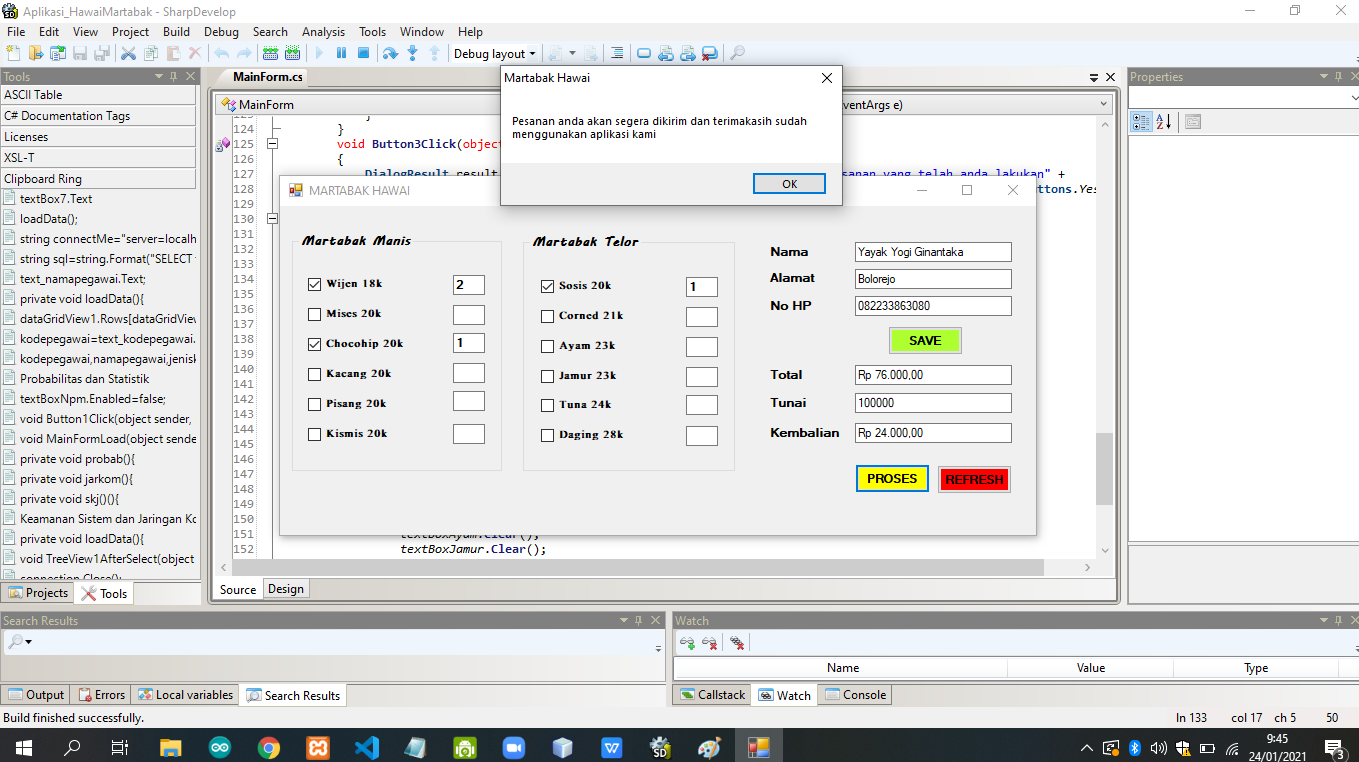 Aplikasi_HawaiMartabak - SharpDevelop
File Edit View Project Build Debug Search Analysis Tools Window Help
Debug layout
Tools
ASCII Table
C# Documentation Tags
Licenses
XSL-T
Clipboard Ring
textBox7.Text
loadData();
string connectMe="server=localh
string sql=string.Format("SELECT
text_namapegawai.Text;
private void loadData(){
dataGridView1.Rows[dataGridView
kodepegawai=text_kodepegawai.
kodepegawai,namapegawai,jenisk
Probabilitas dan Statistik
textBoxNpm.Enabled=false;
void Button1Click(object sender,
void MainFormLoad(object sende
private void probab(){
private void jarkom(){
private void skj()(){
Keamanan Sistem dan Jaringan Ko
private void loadData(){
void TreeView1AfterSelect(object
connection.Close();
Projects Tools
MainForm.cs
MainForm
ventArgs e)
124 }
125 void Button3Click(objec
126 {
127 DialogResult result sanan yang telah anda lakukan" +
128 ttons.Yes
129
130
131
132
133
134
135
136
137
138
139
140
141
142
143
144
145
146
147
148
149
150
151 textBoxAyam.Clear();
152 textBoxJamur.Clear();
Source Design
Martabak Hawai
Pesanan anda akan segera dikirim dan terimakasih sudah
menggunakan aplikasi kami
OK
MARTABAK HAWAI
Martabak Manis
Wijen 18k 2
Mises 20k
Chocohip 20k 1
Kacang 20k
Pisang 20k
Kismis 20k
Martabak Telor
Sosis 20k 1
Corned 21k
Ayam 23k
Jamur 23k
Tuna 24k
Daging 28k
Nama Yayak Yogi Ginantaka
Alamat Bolorejo
No HP 082233863080
SAVE
Total Rp 76.000,00
Tunai 100000
Kembalian Rp 24.000,00
PROSES REFRESH
Properties
Search Results
Output Errors Local variables Search Results
Watch
Name Value Type
Callstack Watch Console
Build finished successfully.
ln 133 col 17 ch 5 50
9:45
24/01/2021
3